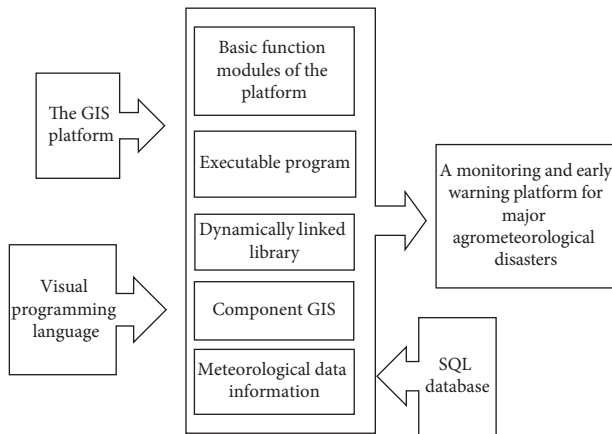 The GIS
platform
Visual
programming
language
Basic function
modules of the
platform
Executable program
Dynamically linked
library
Component GIS
Meteorological data
information
A monitoring and early
warning platform for
major
agrometeorological
disasters
SQL
database